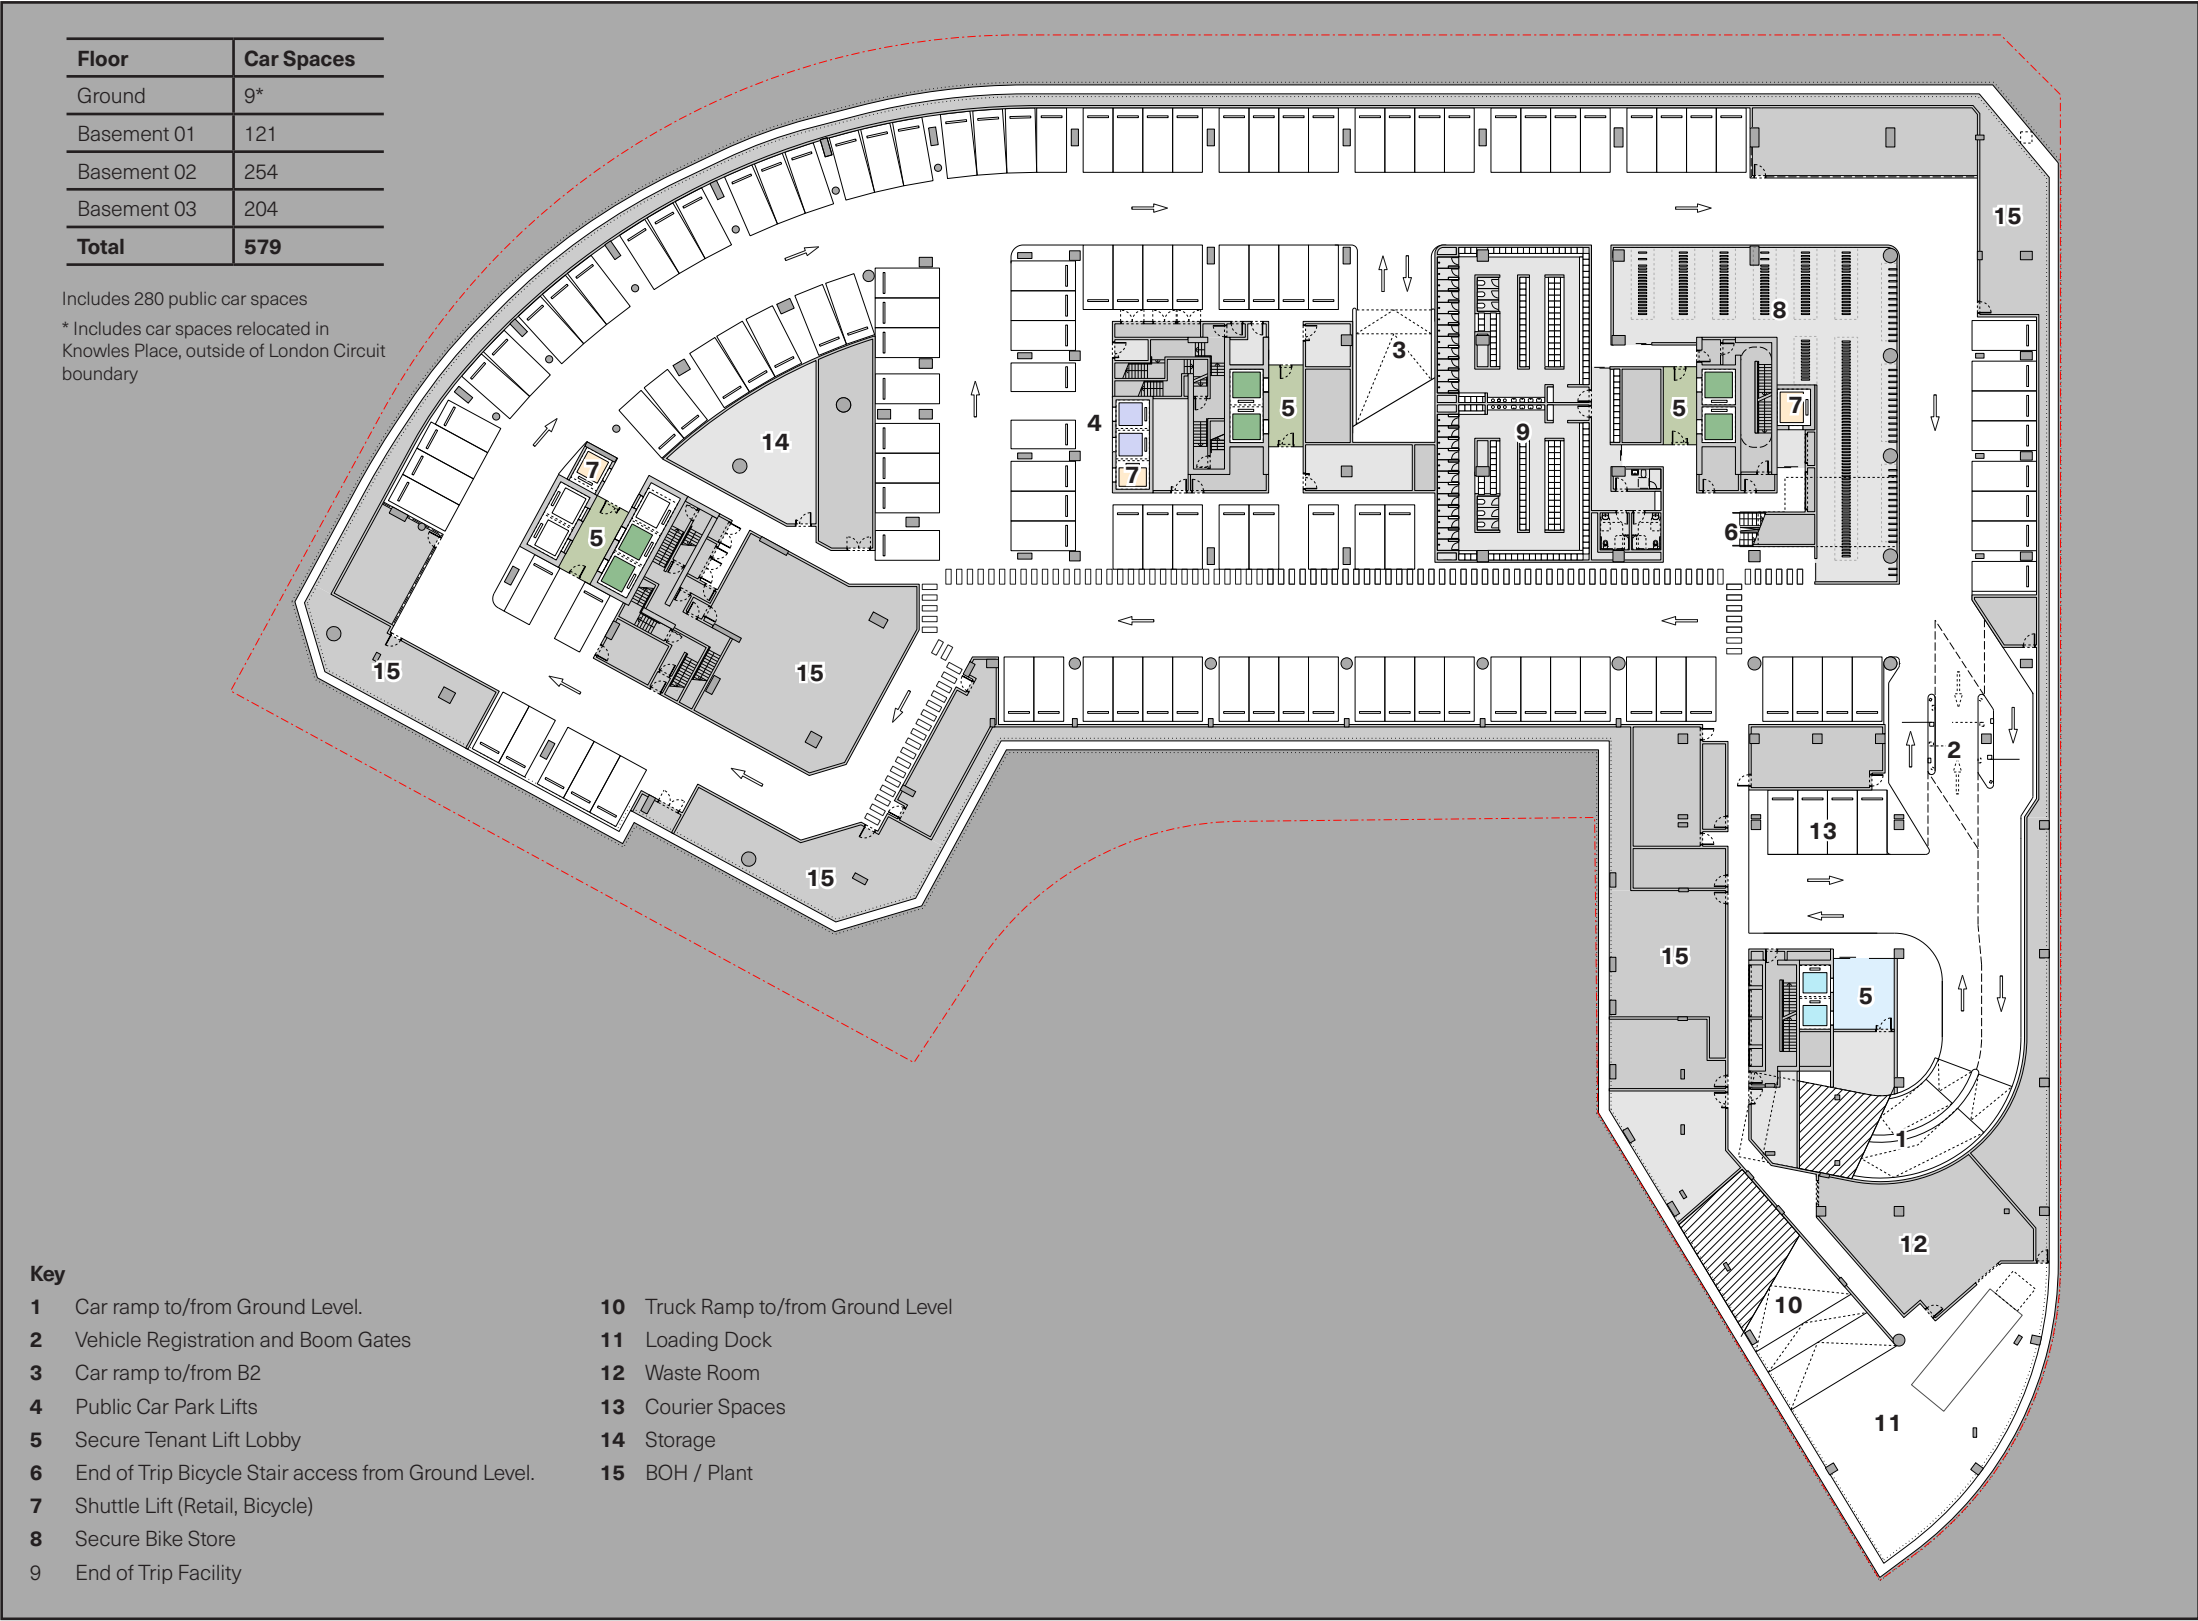 Floor Car Spaces
Ground 9*
Basement 01 121
Basement 02 254
Basement 03 204
Total 579
Includes 280 public car spaces
* Includes car spaces relocated in
Knowles Place, outside of London Circuit
boundary
15
8
3
7
5
5
4
9
14
7
7
6
5
15
15
2
13
15
15
5
1
12
10
11
Key
1 Car ramp to/from Ground Level.
2 Vehicle Registration and Boom Gates
3 Car ramp to/from B2
4 Public Car Park Lifts
5 Secure Tenant Lift Lobby
6 End of Trip Bicycle Stair access from Ground Level.
7 Shuttle Lift (Retail, Bicycle)
8 Secure Bike Store
9 End of Trip Facility
10 Truck Ramp to/from Ground Level
11 Loading Dock
12 Waste Room
13 Courier Spaces
14 Storage
15 BOH / Plant